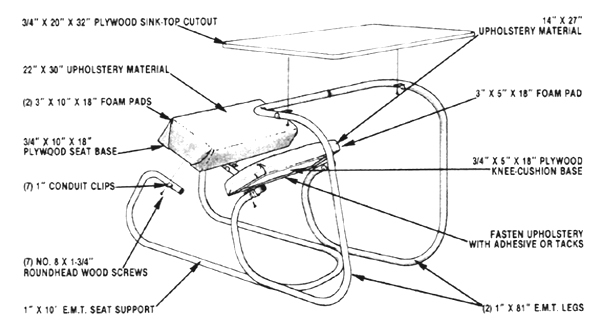 3/4" X 20" X 32" PLYWOOD SINK-TOP CUTOUT
14" X 27"
UPHOLSTERY MATERIAL
22" X 30" UPHOLSTERY MATERIAL
(2) 3" X 10" X 18" FOAM PADS
3" X 5" X 18" FOAM PAD
3/4" X 10" X 18"
PLYWOOD SEAT BASE
3/4" X 5" X 18" PLYWOOD
KNEE-CUSHION BASE
(7) 1" CONDUIT CLIPS
FASTEN UPHOLSTERY
WITH ADHESIVE OR TACKS
(7) NO. 8 X 1-3/4"
ROUNDHEAD WOOD SCREWS
1" X 10' E.M.T. SEAT SUPPORT
(2) 1" X 81" E.M.T. LEGS